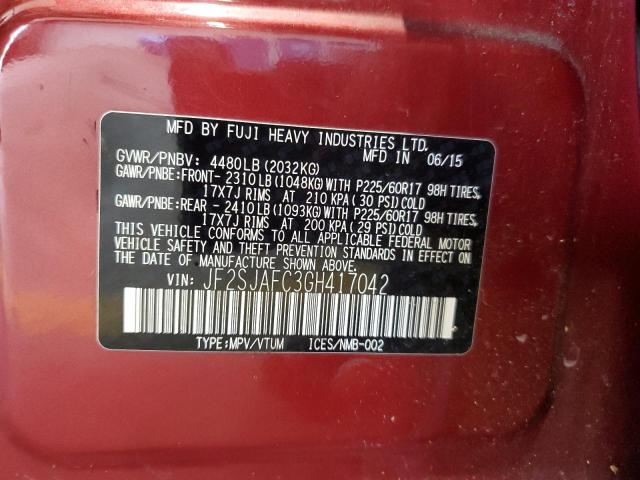 MFD BY FUJI HEAVY INDUSTRIES LTD.
MFD IN 06/15
GVWR/PNBV: 4480LB (2032KG)
GAWR/PNBE:FRONT- 2310LB (1048KG) WITH P225/60R17 98H TIRES,
17X7J RIMS AT 210 KPA (30 PSI) COLD
GAWR/PNBE:REAR - 2410LB (1093KG) WITH P225/60R17 98H TIRES,
17X7J RIMS AT 200 KPA (29 PSI) COLD
THIS VEHICLE CONFORMS TO ALL APPLICABLE FEDERAL MOTOR
VEHICLE SAFETY AND THEFT PREVENTION STANDARDS IN EFFECT ON
THE DATE OF MANUFACTURE SHOWN ABOVE.
VIN: JF2SJAFC3GH417042
TYPE:MPV/VTUM ICES/NMB-002